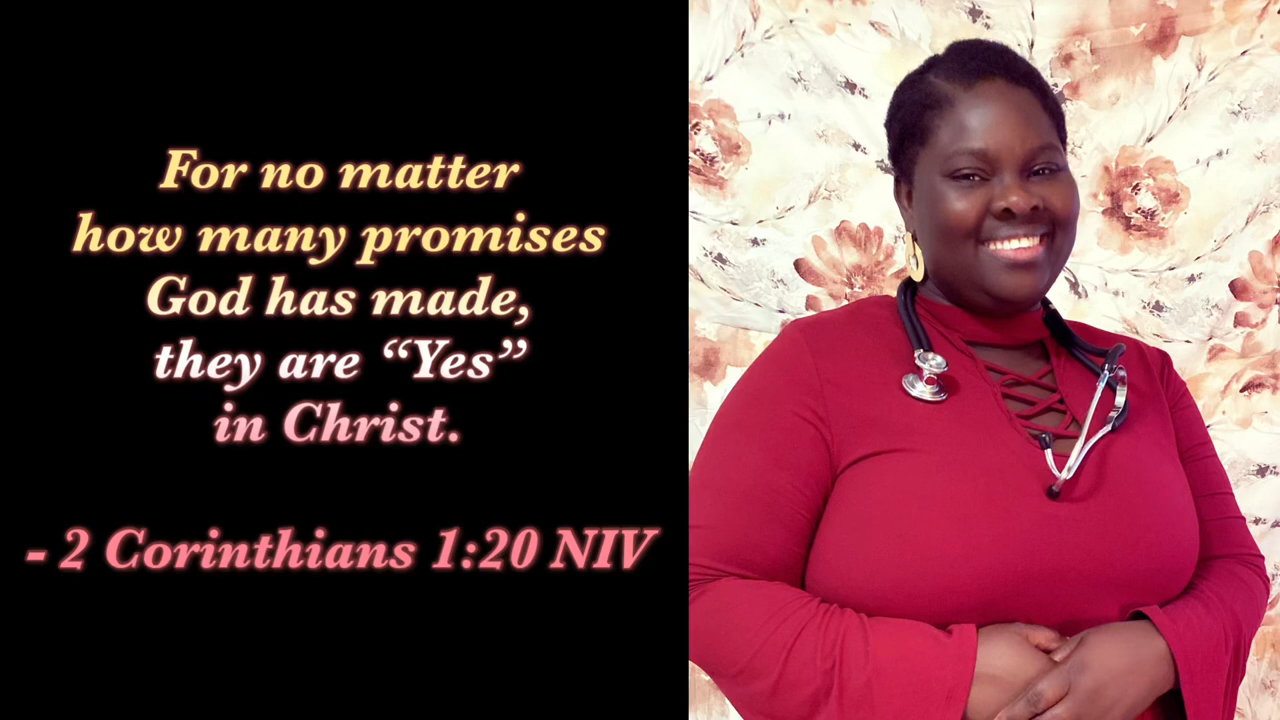 For no matter
how many promises
God has made,
they are “Yes”
in Christ.
- 2 Corinthians 1:20 NIV